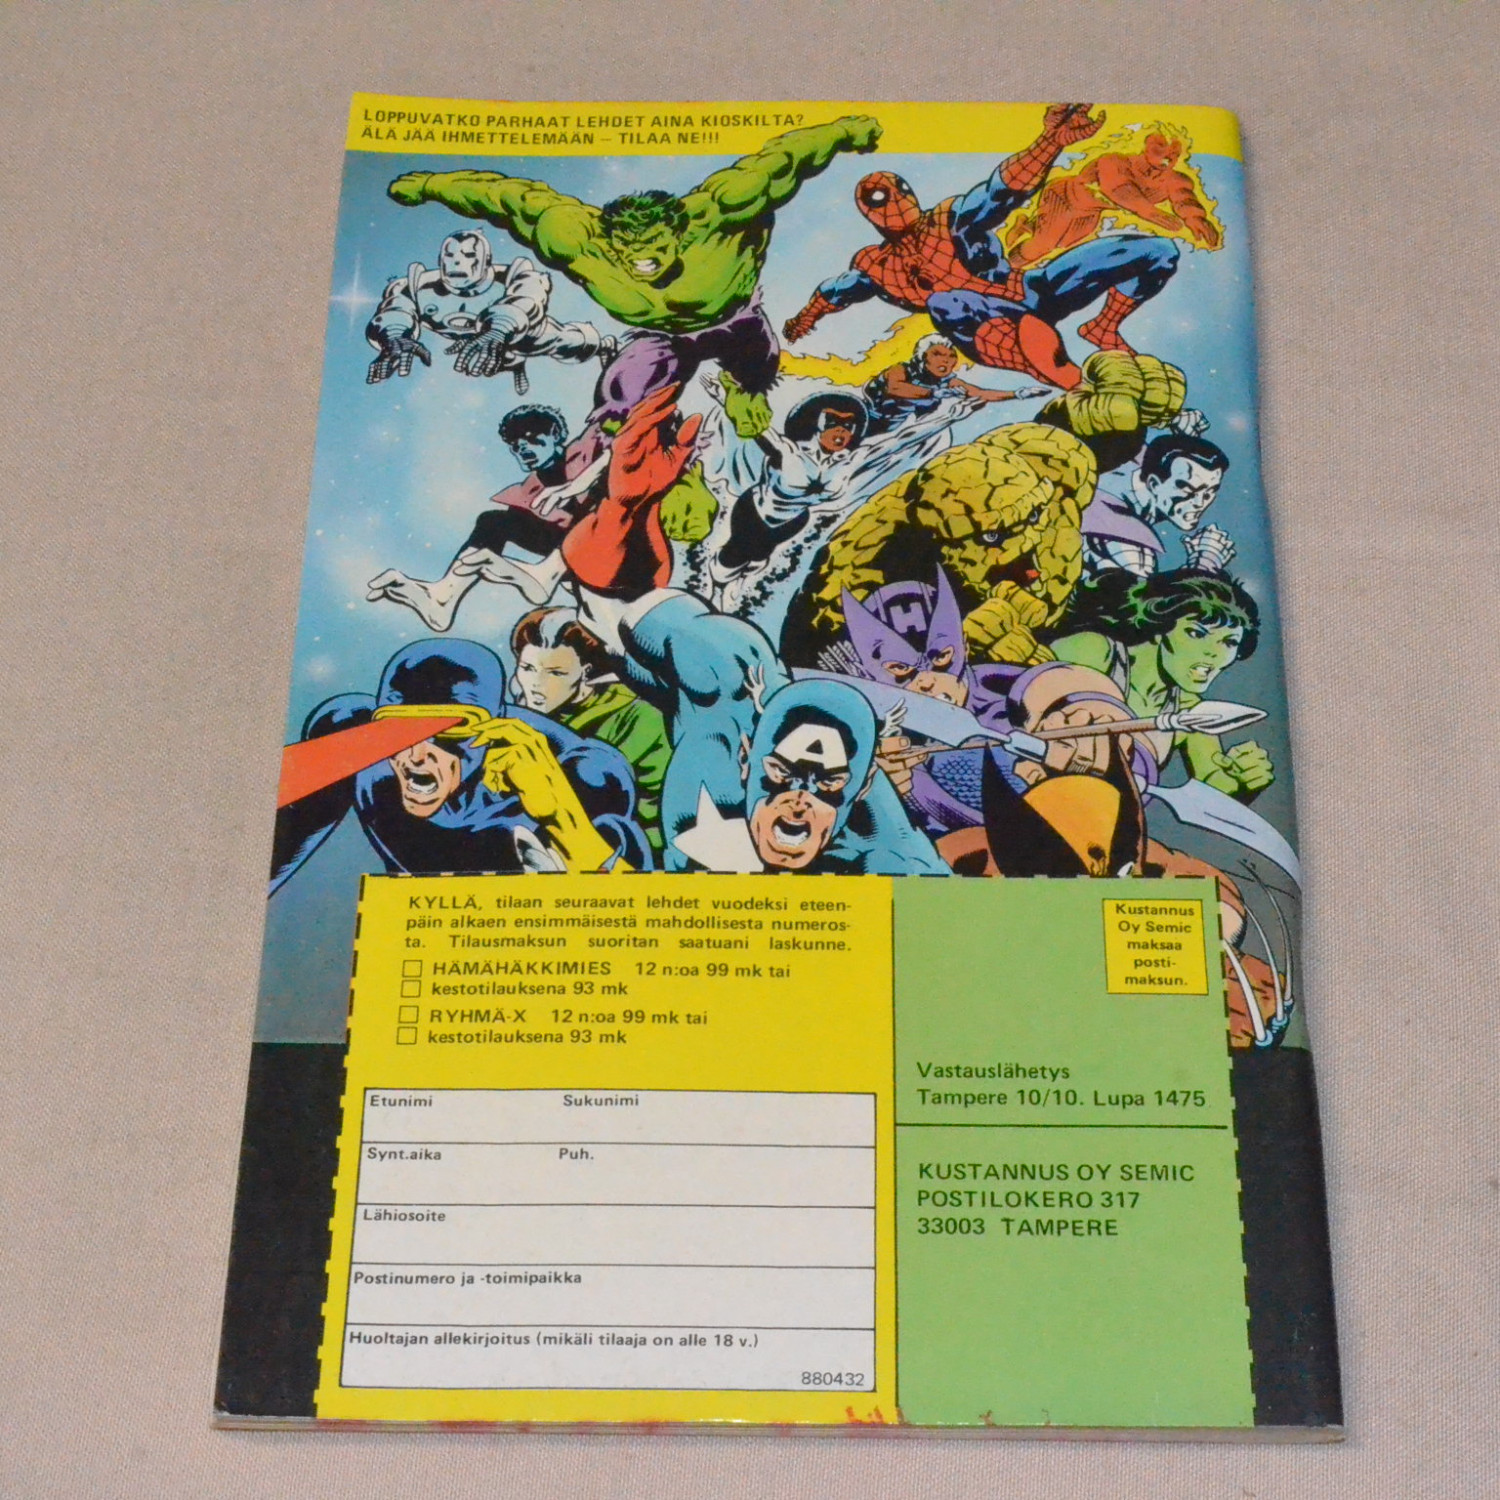 LOPPUVATKO PARHAAT LEHDET AINA KIOSKILTA?
ÄLÄ JÄÄ IHMETTELEMÄÄN – TILAA NE!!!
H
A
KYLLÄ, tilaan seuraavat lehdet vuodeksi eteen-
päin alkaen ensimmäisestä mahdollisesta numeros-
ta. Tilausmaksun suoritan saatuani laskunne.
HÄMÄHÄKKIMIES 12 n:oa 99 mk tai
kestotilauksena 93 mk
RYHMÄ-X 12 n:oa 99 mk tai
kestotilauksena 93 mk
Etunimi Sukunimi
Synt.aika Puh.
Lähiosoite
Postinumero ja -toimipaikka
Huoltajan allekirjoitus (mikäli tilaaja on alle 18 v.)
880432
Kustannus
Oy Semic
maksaa
posti-
maksun.
Vastauslähetys
Tampere 10/10. Lupa 1475
KUSTANNUS OY SEMIC
POSTILOKERO 317
33003 TAMPERE